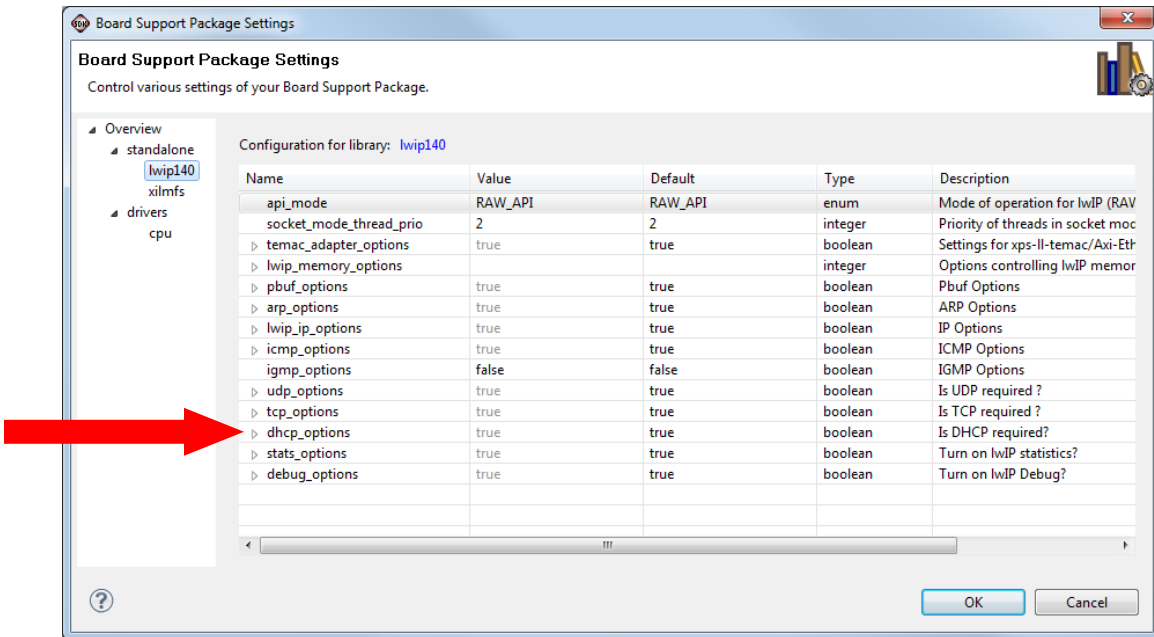 SDK Board Support Package Settings
Board Support Package Settings
Control various settings of your Board Support Package.
Overview
standalone
lwip140
xilmfs
drivers
cpu
Configuration for library: lwip140
Name Value Default Type Description
api_mode RAW_API RAW_API enum Mode of operation for lwIP (RAW
socket_mode_thread_prio 2 2 integer Priority of threads in socket mod
temac_adapter_options true true boolean Settings for xps-ll-temac/Axi-Eth
lwip_memory_options integer Options controlling lwIP memor
pbuf_options true true boolean Pbuf Options
arp_options true true boolean ARP Options
lwip_ip_options true true boolean IP Options
icmp_options true true boolean ICMP Options
igmp_options false false boolean IGMP Options
udp_options true true boolean Is UDP required ?
tcp_options true true boolean Is TCP required ?
dhcp_options true true boolean Is DHCP required?
stats_options true true boolean Turn on lwIP statistics?
debug_options true true boolean Turn on lwIP Debug?
?
OK Cancel